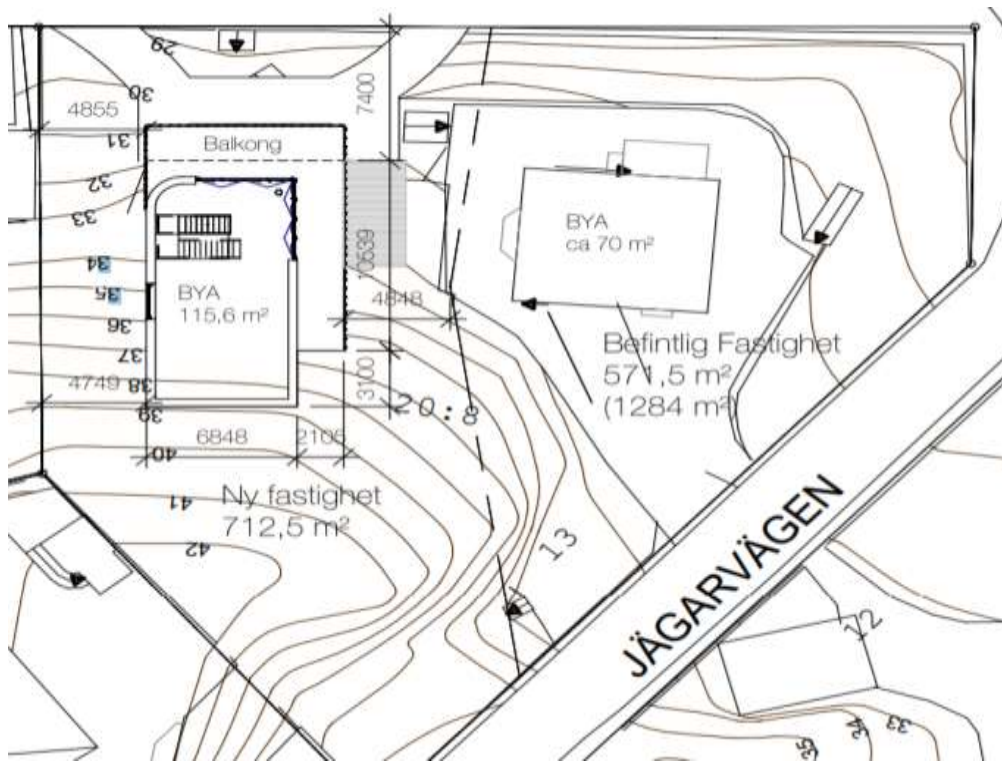 29
30
4855
31
7400
Balkong
32
33
BYA
ca 70 m²
34
10539
35
BYA
115,6 m²
36
4848
37
Befintlig Fastighet
571,5 m²
(1284 m²
4749
38
3100
39
20:8
6848
2105
40
Ny fastighet
712,5 m²
41
42
13
JÄGARVÄGEN
12
33
34
35